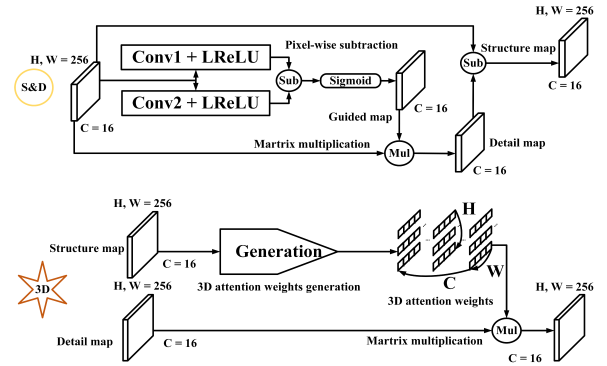 H, W = 256
Structure map
H, W = 256
Conv1 + LReLU
Pixel-wise subtraction
Sub
S&D
Sub
Sigmoid
C = 16
Conv2 + LReLU
C = 16
Guided map
Martrix multiplication
Mul
Detail map
C = 16
H, W = 256
Structure map
Generation
H
C = 16
3D attention weights generation
C
W
3D attention weights
3D
H, W = 256
H, W = 256
Detail map
C = 16
Martrix multiplication
Mul
C = 16